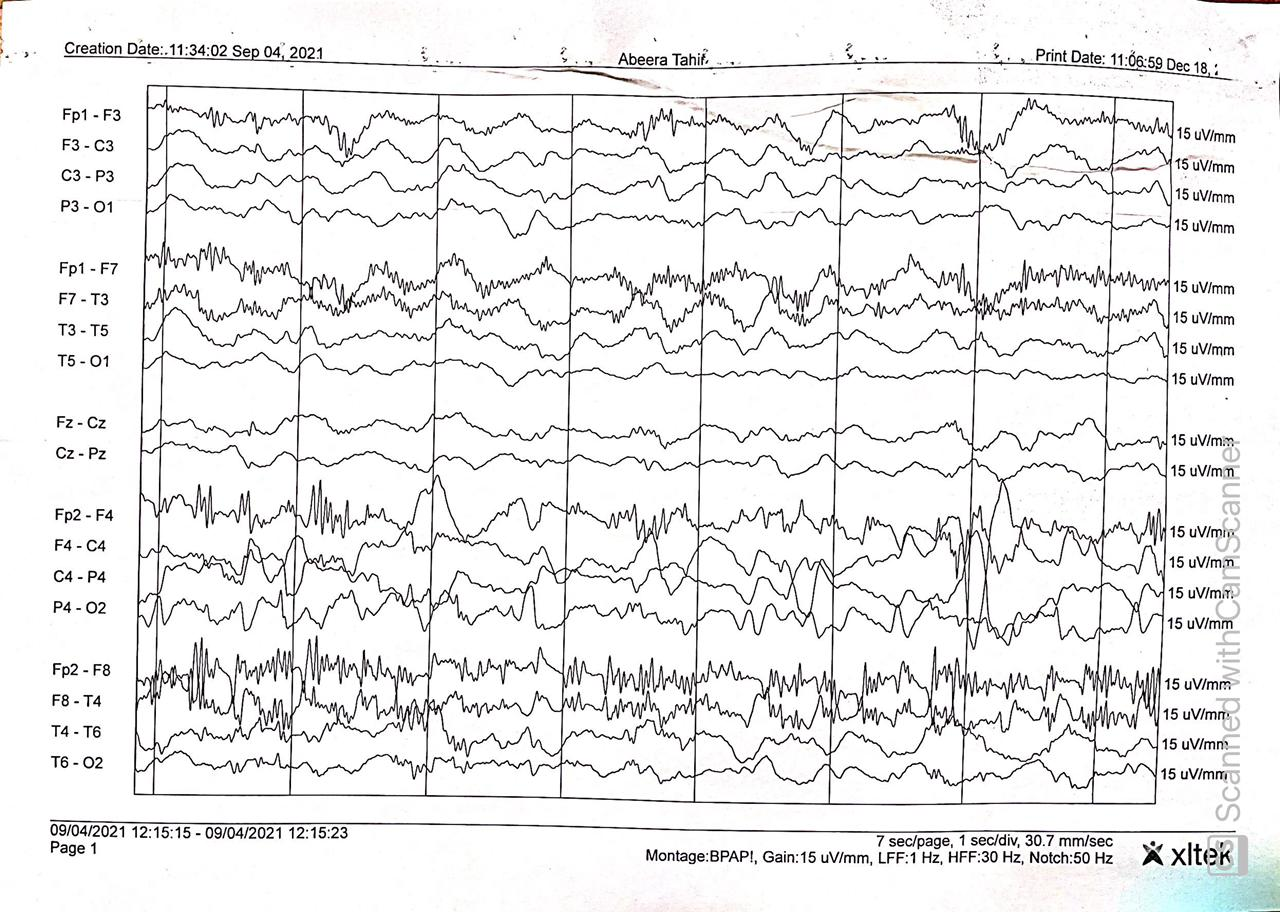 Creation Date:.11:34:02 Sep 04, 2021
Abeera Tahir
Print Date: 11:06:59 Dec 18,
Fp1 - F3 15 uV/mm
F3 - C3 15 uV/mm
C3 - P3 15 uV/mm
P3 - O1 15 uV/mm
Fp1 - F7 15 uV/mm
F7 - T3 15 uV/mm
T3 - T5 15 uV/mm
T5 - O1 15 uV/mm
Fz - Cz 15 uV/mm
Cz - Pz 15 uV/mm
Fp2 - F4 15 uV/mm
F4 - C4 15 uV/mm
C4 - P4 15 uV/mm
P4 - O2 15 uV/mm
Fp2 - F8 15 uV/mm
F8 - T4 15 uV/mm
T4 - T6 15 uV/mm
T6 - O2 15 uV/mm
09/04/2021 12:15:15 - 09/04/2021 12:15:23
Page 1
7 sec/page, 1 sec/div, 30.7 mm/sec
Montage:BPAP!, Gain:15 uV/mm, LFF:1 Hz, HFF:30 Hz, Notch:50 Hz
xltek
CS Scanned with CamScanner